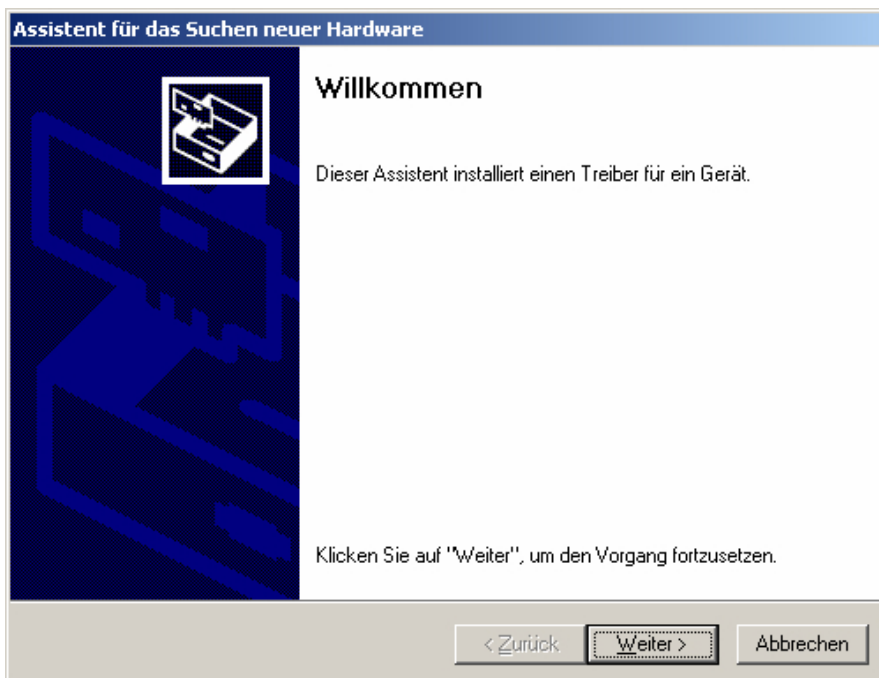 Assistent für das Suchen neuer Hardware
Willkommen
Dieser Assistent installiert einen Treiber für ein Gerät.
Klicken Sie auf "Weiter", um den Vorgang fortzusetzen.
< Zurück
Weiter >
Abbrechen